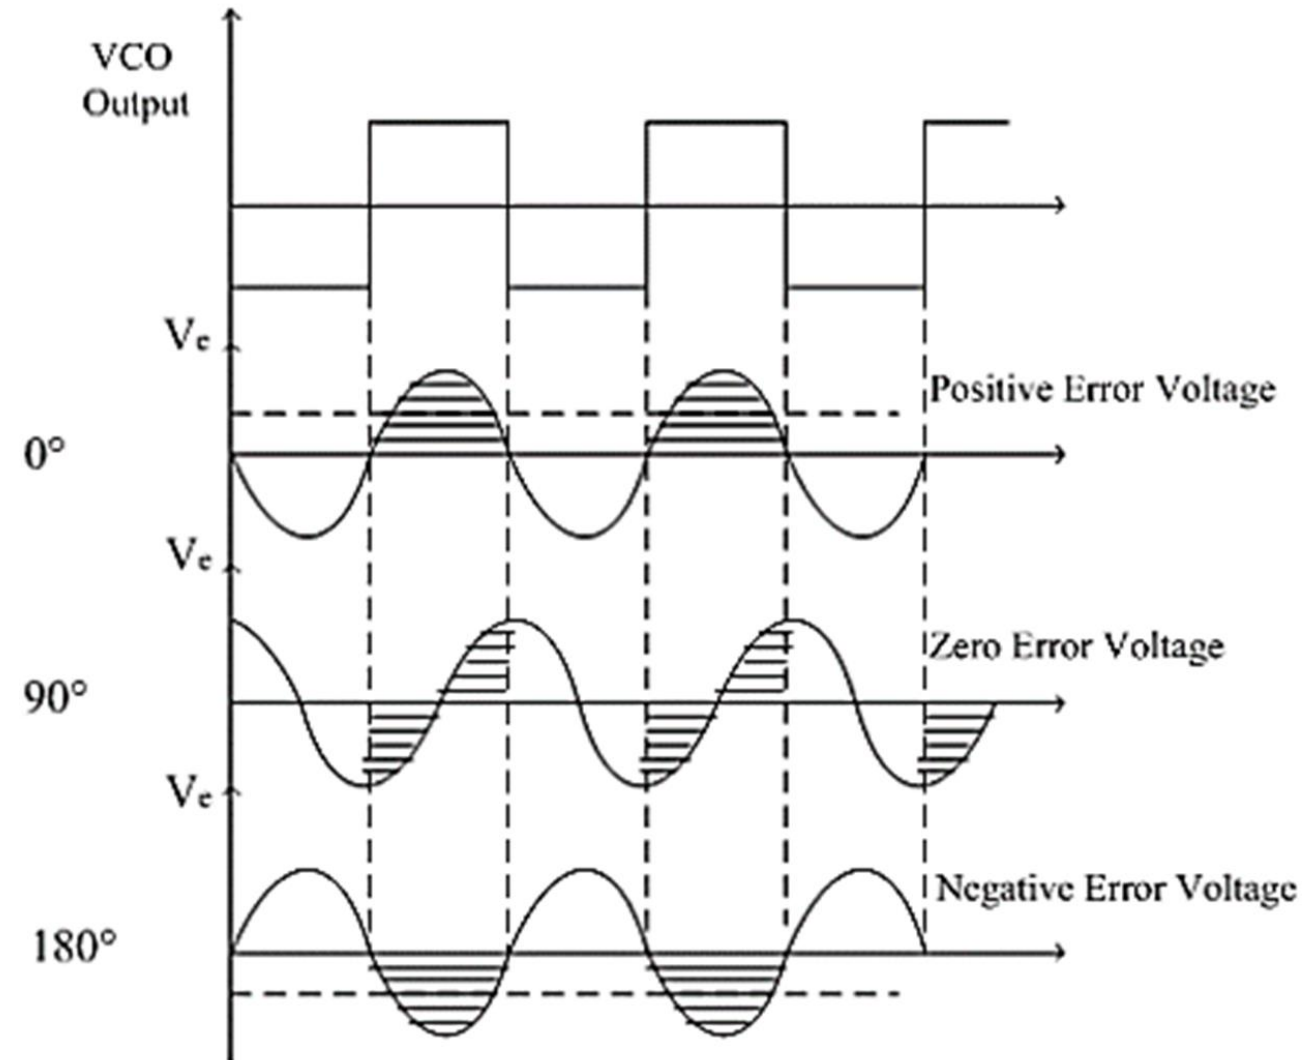 VCO
Output
Ve
Positive Error Voltage
0°
Ve
Zero Error Voltage
90°
Ve
Negative Error Voltage
180°